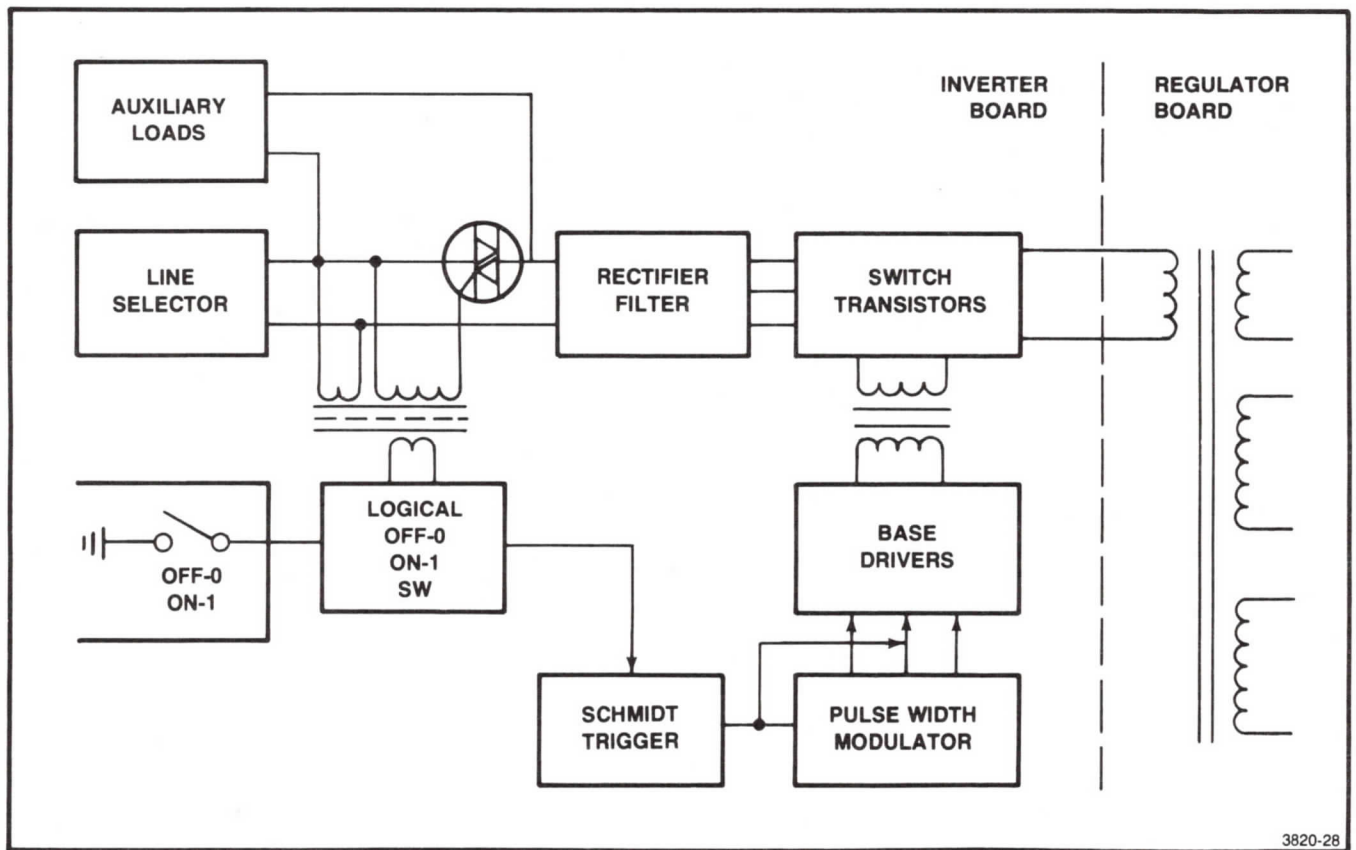 AUXILIARY
LOADS
INVERTER
BOARD
REGULATOR
BOARD
LINE
SELECTOR
RECTIFIER
FILTER
SWITCH
TRANSISTORS
OFF-0
ON-1
LOGICAL
OFF-0
ON-1
SW
BASE
DRIVERS
SCHMIDT
TRIGGER
PULSE WIDTH
MODULATOR
3820-28